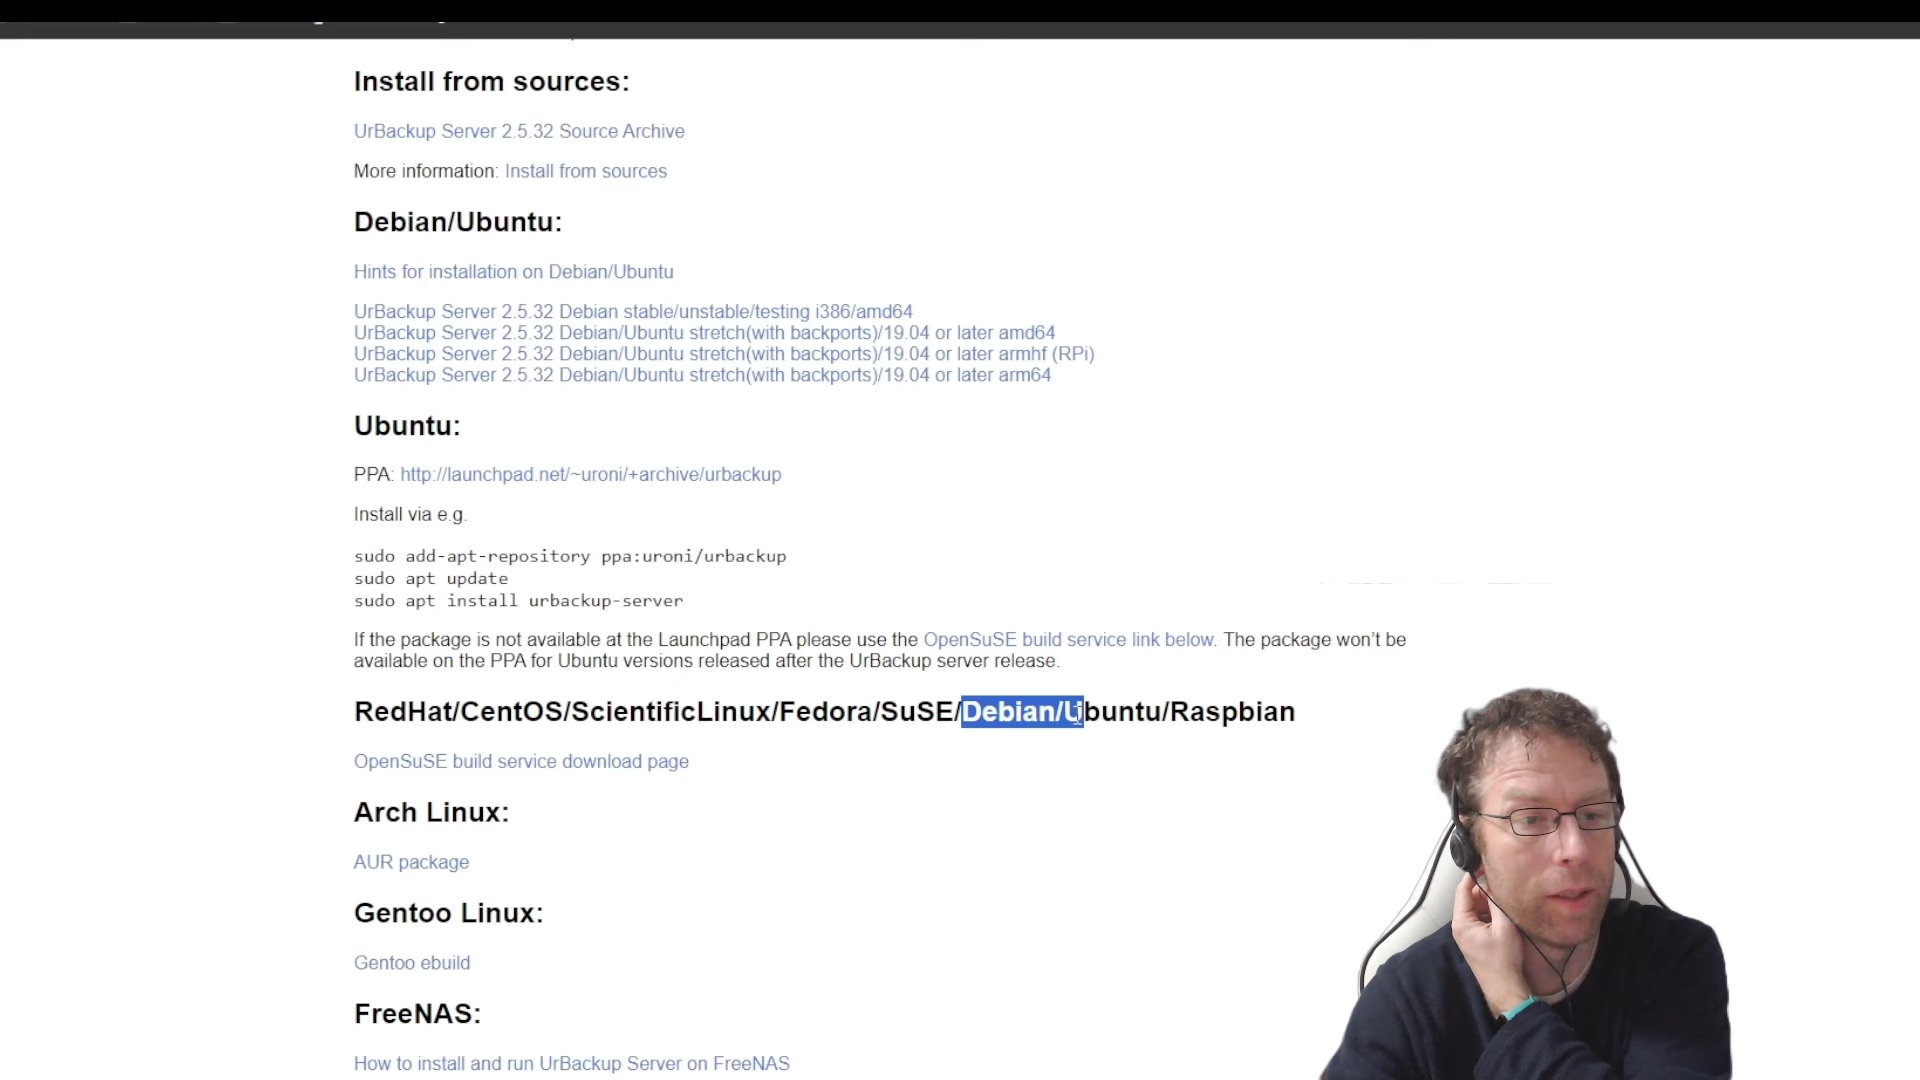 Install from sources:
UrBackup Server 2.5.32 Source Archive
More information: Install from sources
Debian/Ubuntu:
Hints for installation on Debian/Ubuntu
UrBackup Server 2.5.32 Debian stable/unstable/testing i386/amd64
UrBackup Server 2.5.32 Debian/Ubuntu stretch(with backports)/19.04 or later amd64
UrBackup Server 2.5.32 Debian/Ubuntu stretch(with backports)/19.04 or later armhf (RPi)
UrBackup Server 2.5.32 Debian/Ubuntu stretch(with backports)/19.04 or later arm64
Ubuntu:
PPA: http://launchpad.net/~uroni/+archive/urbackup
Install via e.g.
sudo add-apt-repository ppa:uroni/urbackup
sudo apt update
sudo apt install urbackup-server
If the package is not available at the Launchpad PPA please use the OpenSuSE build service link below. The package won’t be
available on the PPA for Ubuntu versions released after the UrBackup server release.
RedHat/CentOS/ScientificLinux/Fedora/SuSE/Debian/Ubuntu/Raspbian
OpenSuSE build service download page
Arch Linux:
AUR package
Gentoo Linux:
Gentoo ebuild
FreeNAS:
How to install and run UrBackup Server on FreeNAS